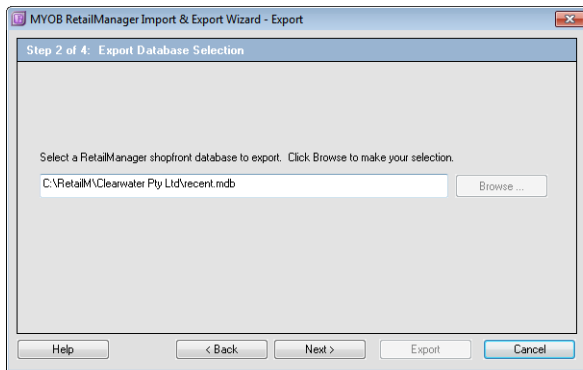 MYOB RetailManager Import & Export Wizard - Export
Step 2 of 4: Export Database Selection
Select a RetailManager shopfront database to export. Click Browse to make your selection.
C:\RetailM\Clearwater Pty Ltd\recent.mdb
Browse ...
Help
< Back
Next >
Export
Cancel